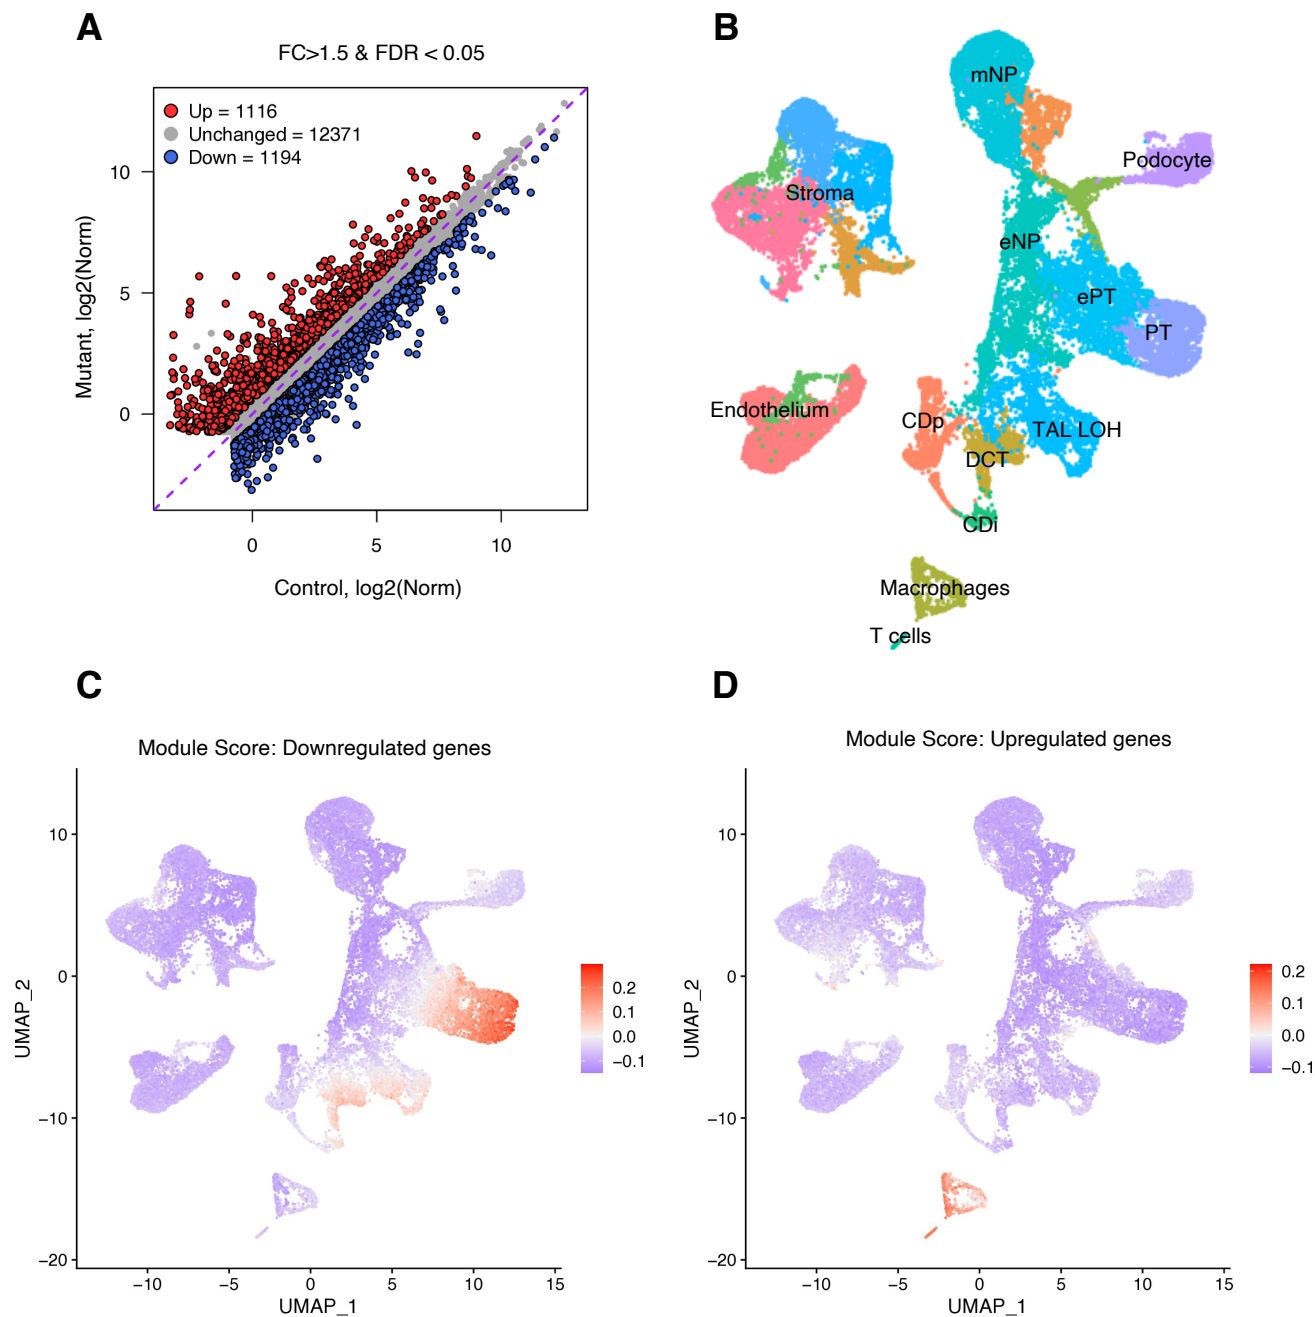 A
FC>1.5 & FDR < 0.05
Up = 1116
Unchanged = 12371
Down = 1194
10
5
0
Mutant, log2(Norm)
0 5 10
Control, log2(Norm)
B
mNP
Podocyte
Stroma
eNP
ePT
PT
Endothelium
CDp
TAL LOH
DCT
CDi
Macrophages
T cells
C
Module Score: Downregulated genes
10
0
−10
−20
UMAP_2
−10 −5 0 5 10 15
UMAP_1
0.2
0.1
0.0
−0.1
D
Module Score: Upregulated genes
10
0
−10
−20
UMAP_2
−10 −5 0 5 10 15
UMAP_1
0.2
0.1
0.0
−0.1